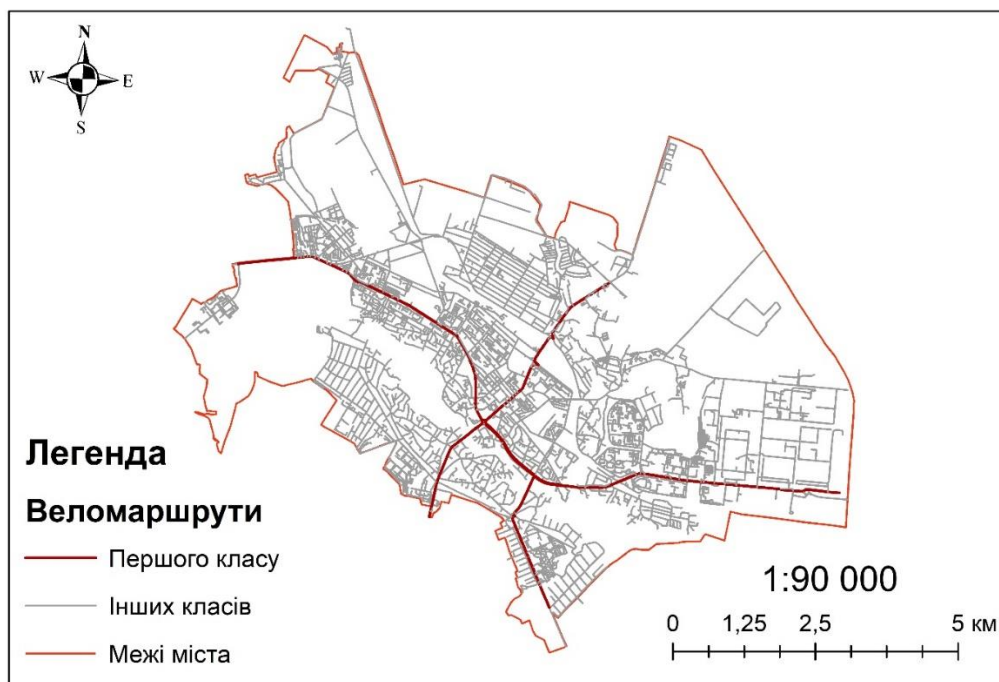 N
W E
S
Легенда
Веломаршрути
Першого класу
Інших класів
Межі міста
1:90 000
0 1,25 2,5 5 км